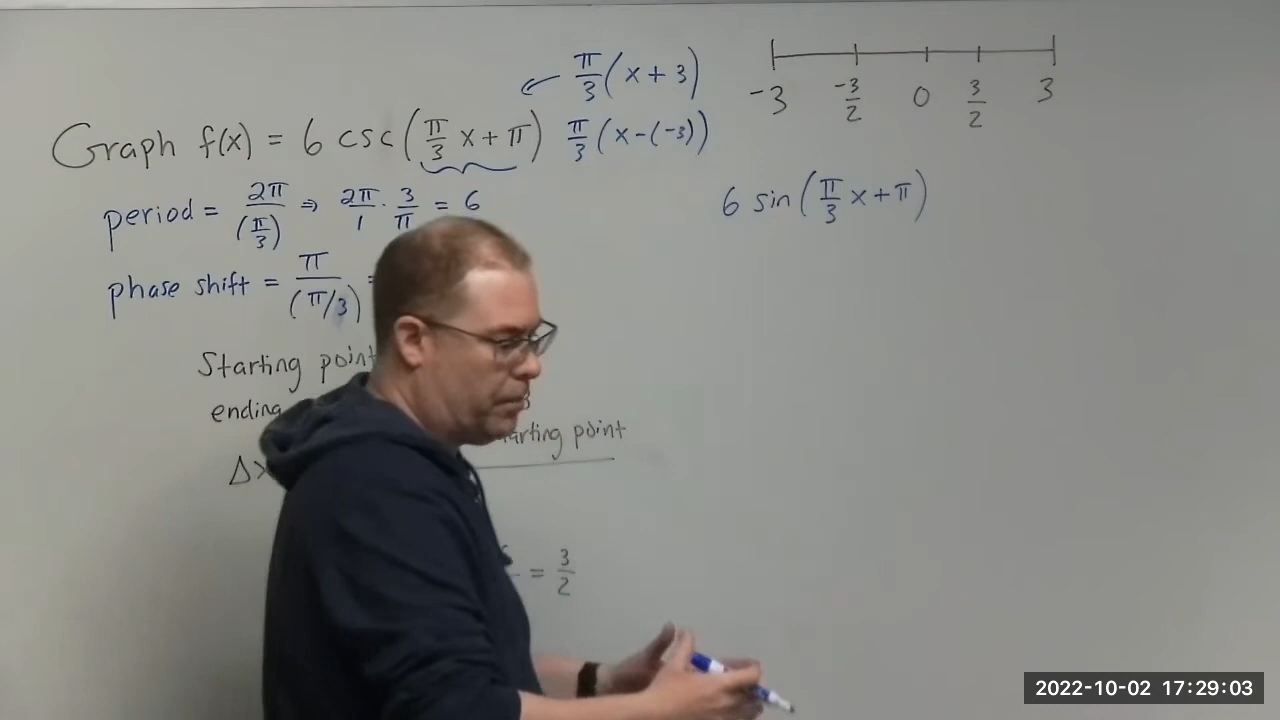 π/3 (x + 3)
Graph f(x) = 6 csc(π/3 x + π) π/3 (x - (-3))
period = 2π/(π/3) ⇒ 2π/1 · 3/π = 6
phase shift = π/(π/3) =
Starting point
ending
starting point
Δx
= 3/2
-3 -3/2 0 3/2 3
6 sin(π/3 x + π)
2022-10-02 17:29:03